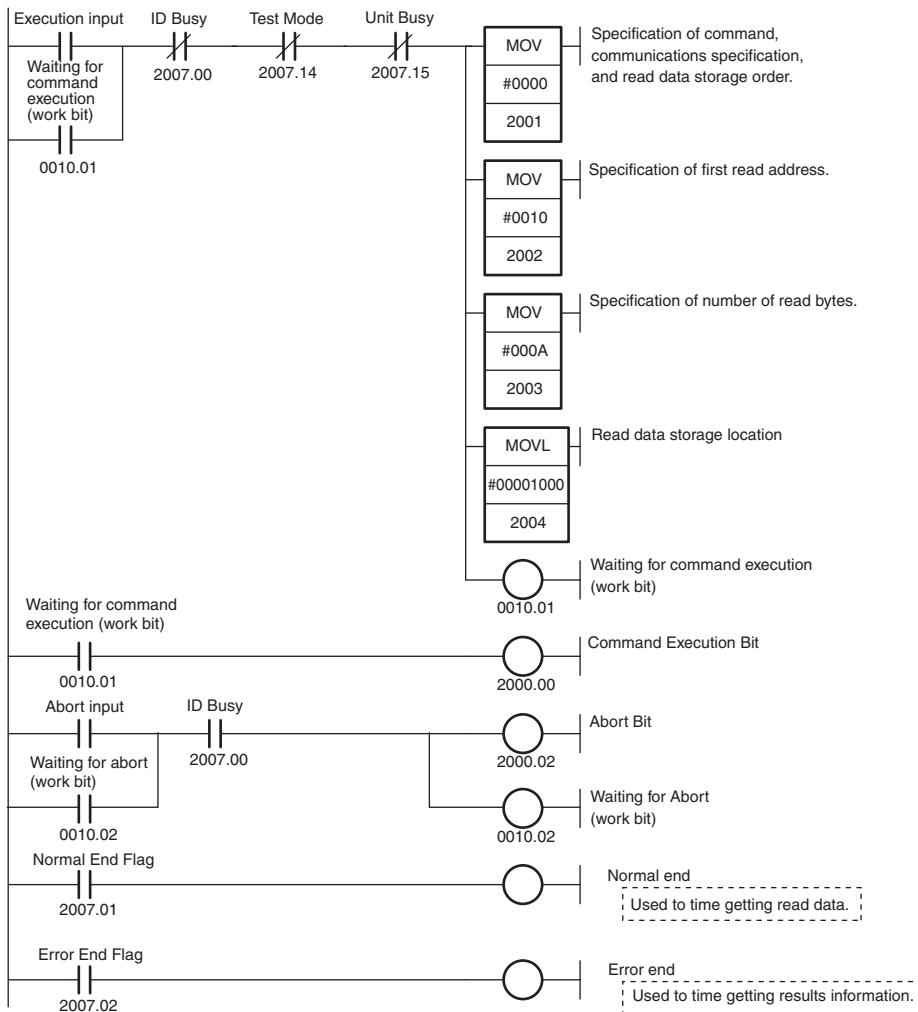 Execution input
ID Busy
Test Mode
Unit Busy
2007.00
2007.14
2007.15
Waiting for
command
execution
(work bit)
0010.01
MOV
#0000
2001
Specification of command,
communications specification,
and read data storage order.
MOV
#0010
2002
Specification of first read address.
MOV
#000A
2003
Specification of number of read bytes.
MOVL
#00001000
2004
Read data storage location
0010.01
Waiting for command execution
(work bit)
Waiting for command
execution (work bit)
0010.01
2000.00
Command Execution Bit
Abort input
ID Busy
2007.00
2000.02
Abort Bit
Waiting for abort
(work bit)
0010.02
0010.02
Waiting for Abort
(work bit)
Normal End Flag
2007.01
Normal end
Used to time getting read data.
Error End Flag
2007.02
Error end
Used to time getting results information.